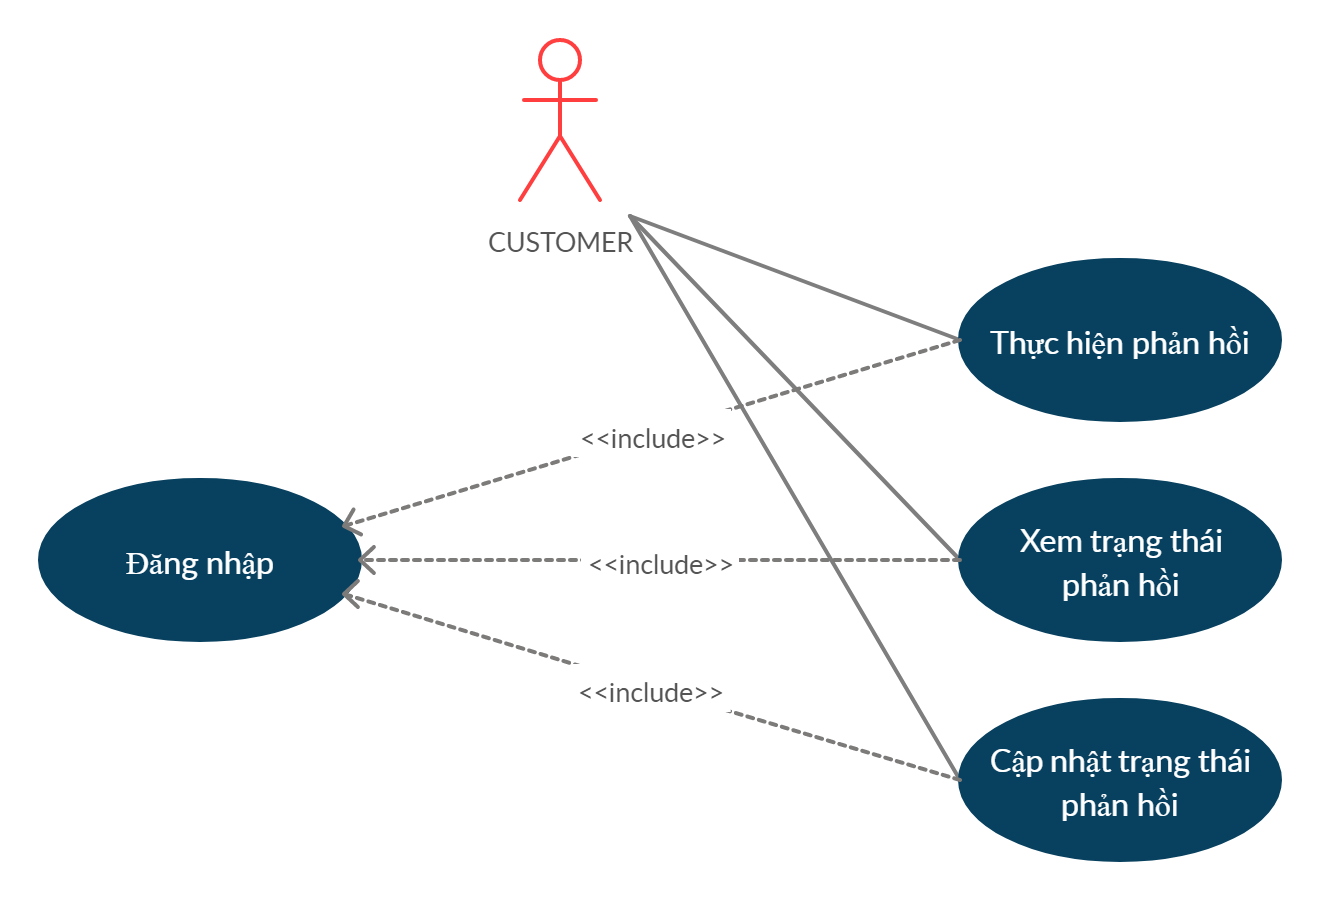 CUSTOMER
Thực hiện phản hồi
<<include>>
Đăng nhập
<<include>>
Xem trạng thái
phản hồi
<<include>>
Cập nhật trạng thái
phản hồi